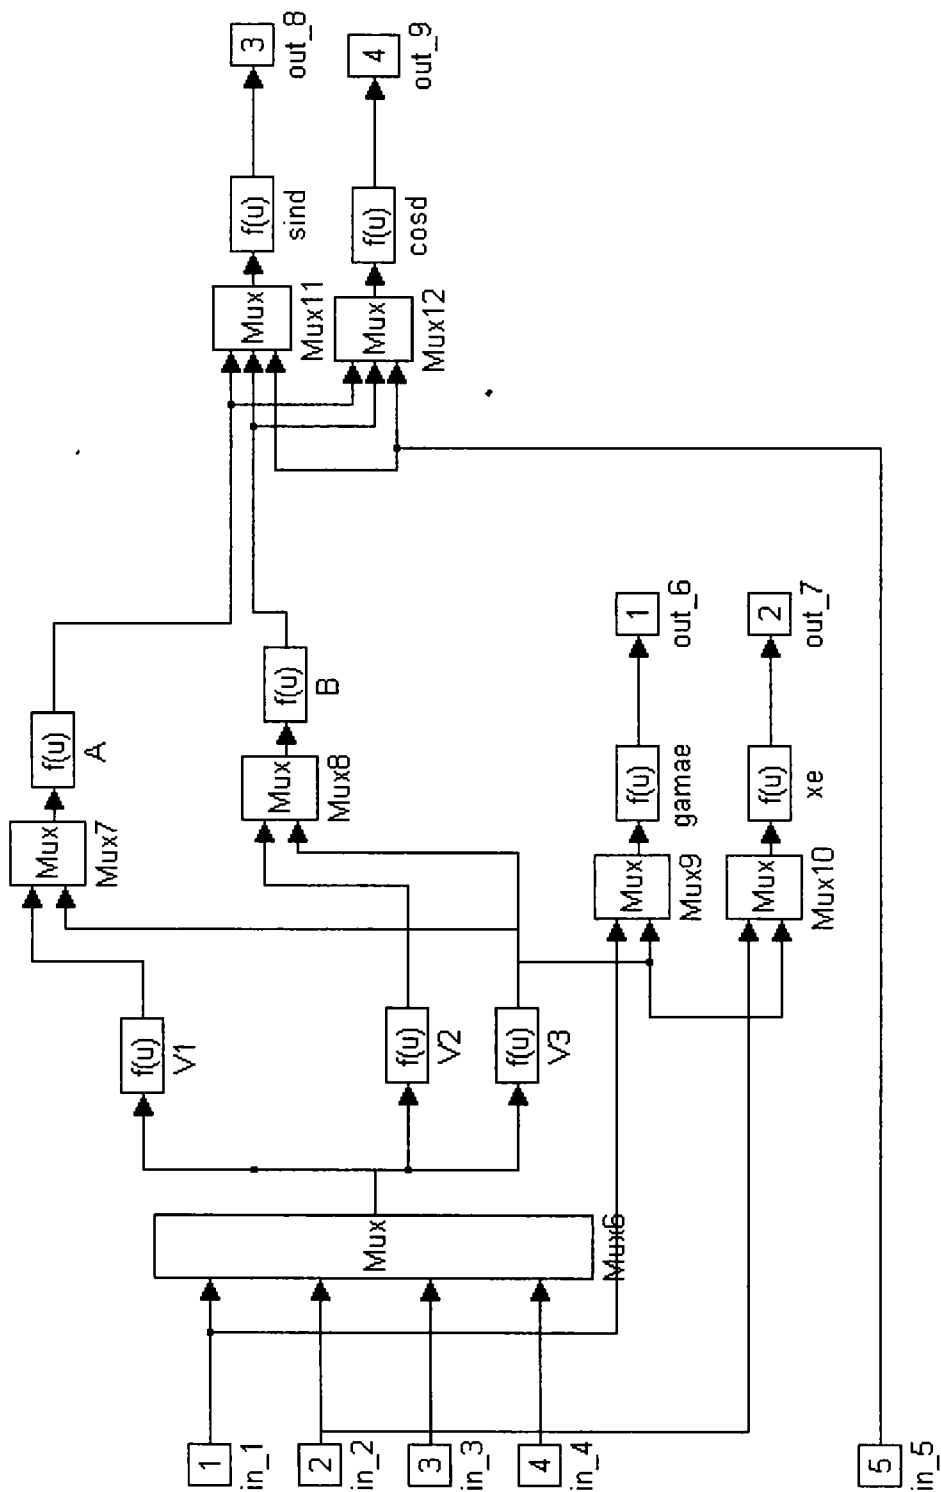 1
in_1
2
in_2
3
in_3
4
in_4
5
in_5
Mux
Mux6
f(u)
V1
f(u)
V2
f(u)
V3
Mux
Mux7
f(u)
A
Mux
Mux8
f(u)
B
Mux
Mux9
f(u)
gamae
1
out_6
Mux
Mux10
f(u)
xe
2
out_7
Mux
Mux11
f(u)
sind
3
out_8
Mux
Mux12
f(u)
cosd
4
out_9